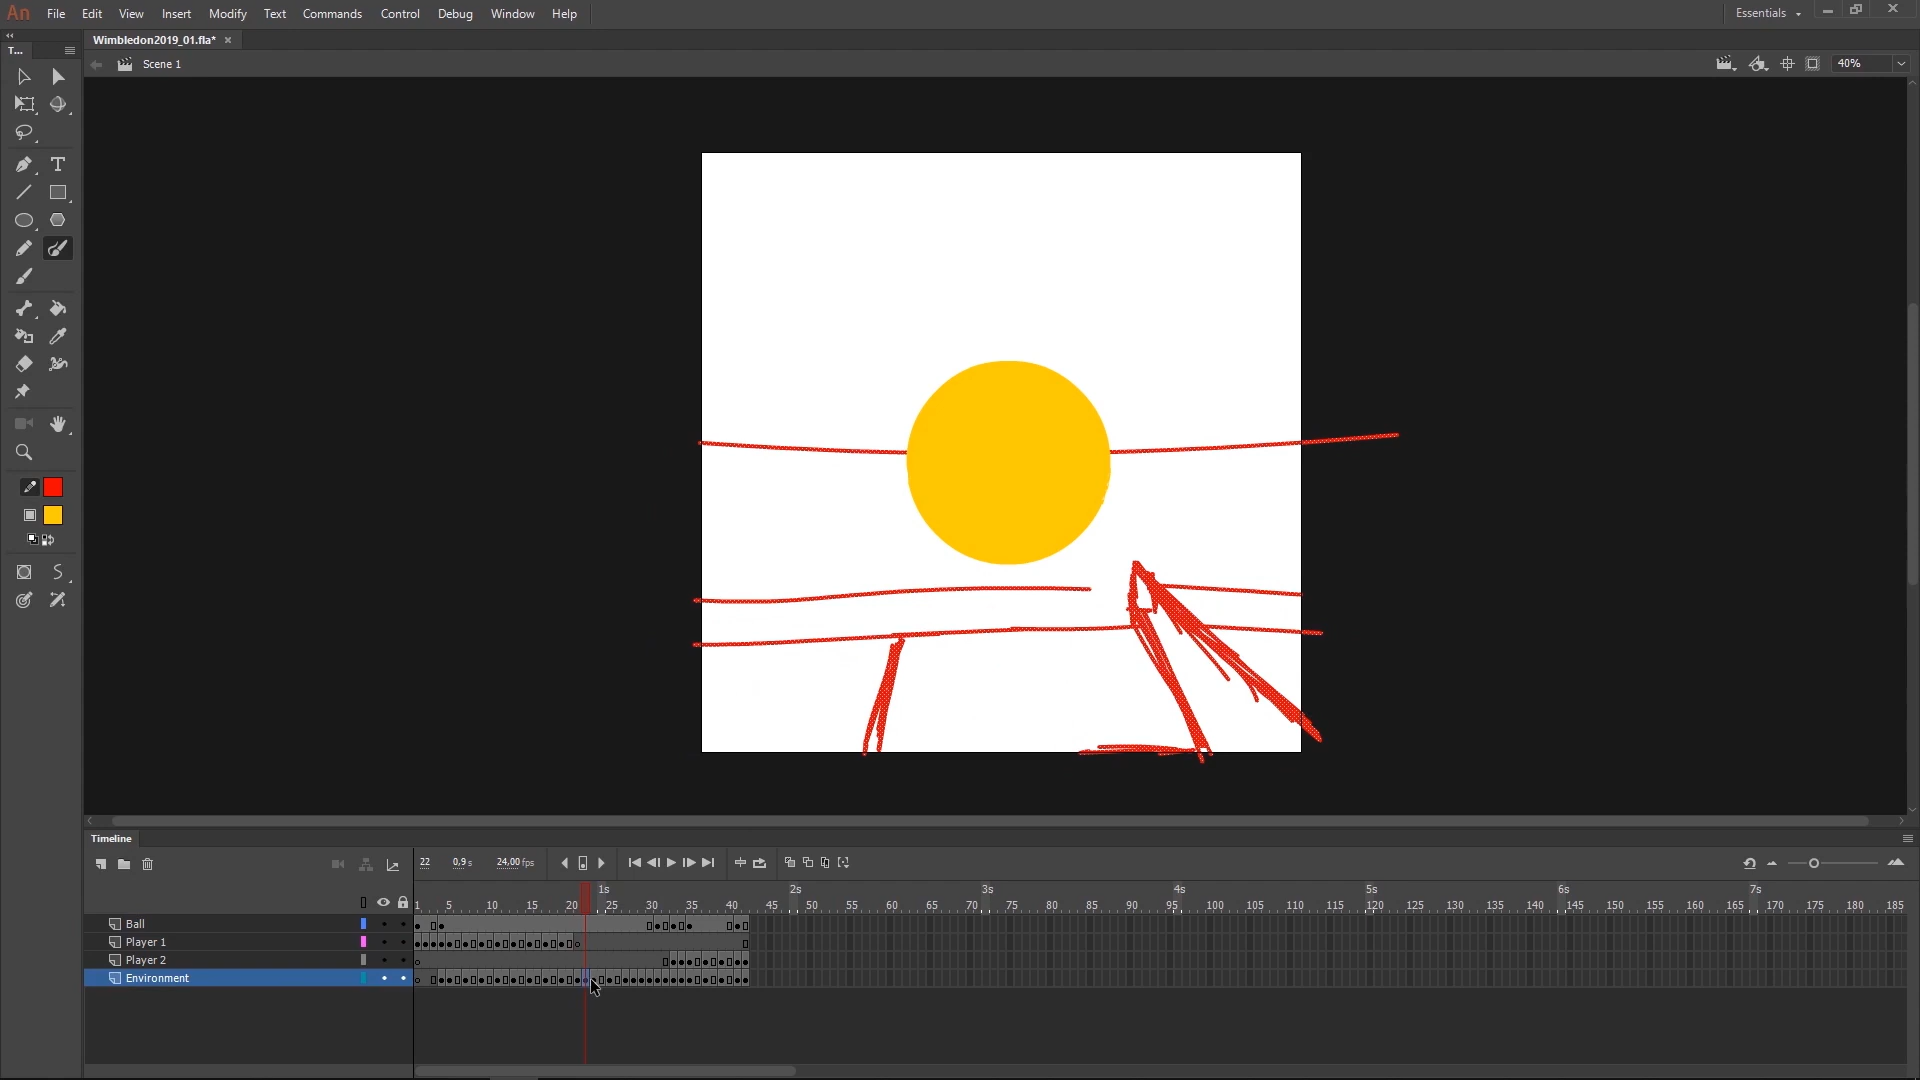 An File Edit View Insert Modify Text Commands Control Debug Window Help Essentials
T... Wimbledon2019_01.fla* ×
Scene 1 40%
Timeline
22 0,9 s 24,00 fps
1s 2s 3s 4s 5s 6s 7s
1 5 10 15 20 25 30 35 40 45 50 55 60 65 70 75 80 85 90 95 100 105 110 115 120 125 130 135 140 145 150 155 160 165 170 175 180 185
Ball
Player 1
Player 2
Environment